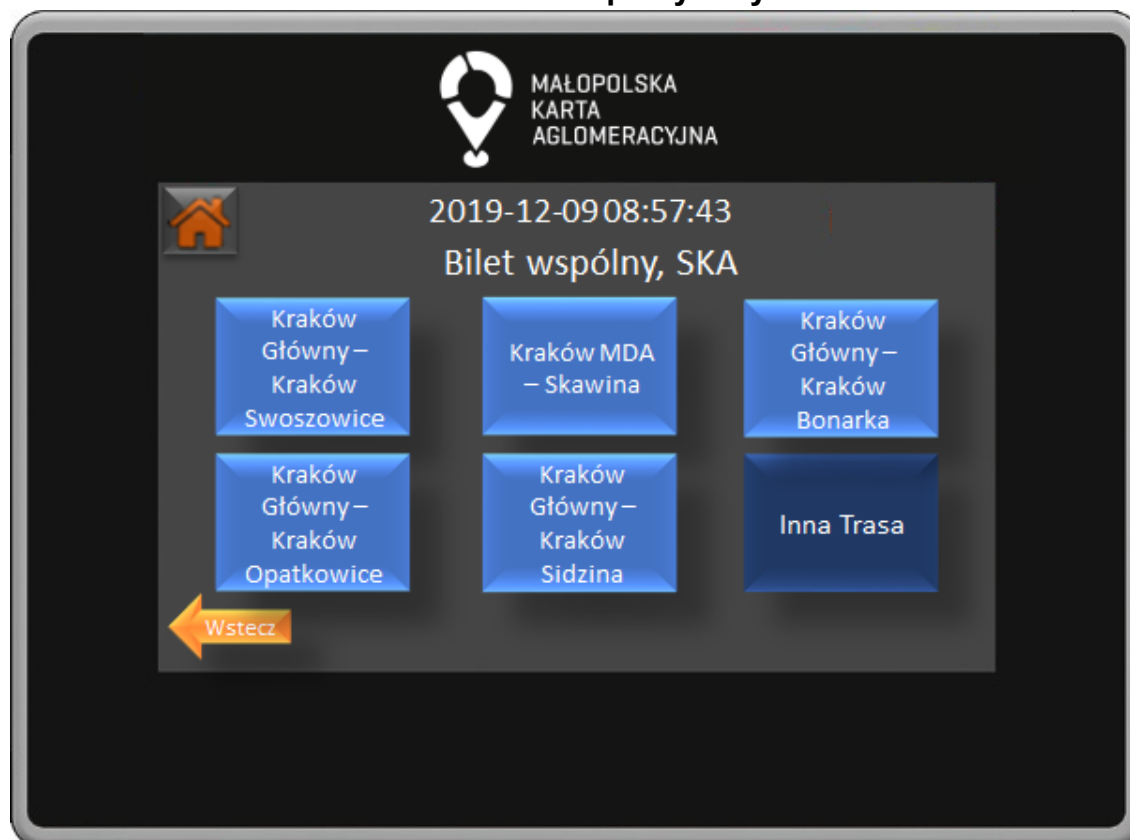 MAŁOPOLSKA
KARTA
AGLOMERACYJNA
2019-12-09 08:57:43
Bilet wspólny, SKA
Kraków
Główny –
Kraków
Swoszowice
Kraków MDA
– Skawina
Kraków
Główny –
Kraków
Bonarka
Kraków
Główny –
Kraków
Opatkowice
Kraków
Główny –
Kraków
Sidzina
Inna Trasa
Wstecz